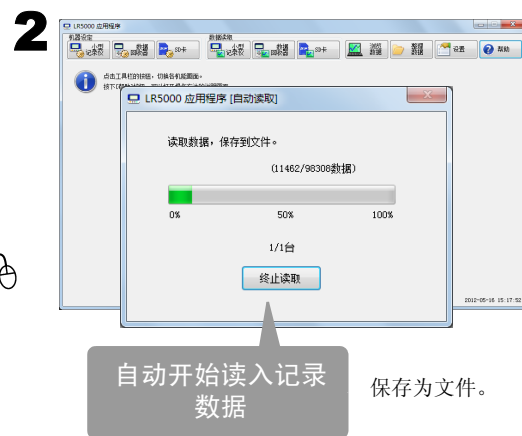 2
LR5000 应用程序
机器设定
数据读取
小型记录仪
数据回收器
SD卡
小型记录仪
数据回收器
SD卡
浏览数据
整理数据
设置
帮助
点击工具栏的按钮，切换各机能画面。
LR5000 应用程序 [自动读取]
读取数据，保存到文件。
(11462/98308数据)
0%
50%
100%
1/1台
终止读取
2012-05-16 15:17:52
自动开始读入记录
数据
保存为文件。